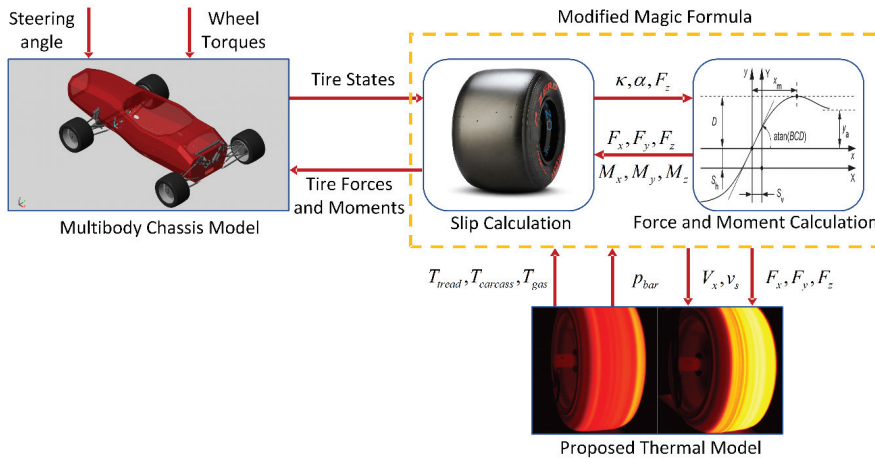 Steering
angle
Wheel
Torques
Modified Magic Formula
Tire States
κ, α, F_z
F_x, F_y, F_z
M_x, M_y, M_z
Tire Forces
and Moments
y Y
x_m
D
y_a
atan(BCD)
x
X
S_h
S_v
Multibody Chassis Model
Slip Calculation
Force and Moment Calculation
T_tread, T_carcass, T_gas
p_bar
V_x, v_s
F_x, F_y, F_z
Proposed Thermal Model